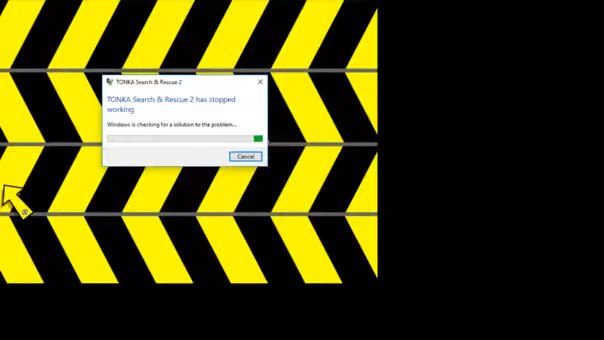 TONKA Search & Rescue 2
TONKA Search & Rescue 2 has stopped
working
Windows is checking for a solution to the problem...
Cancel